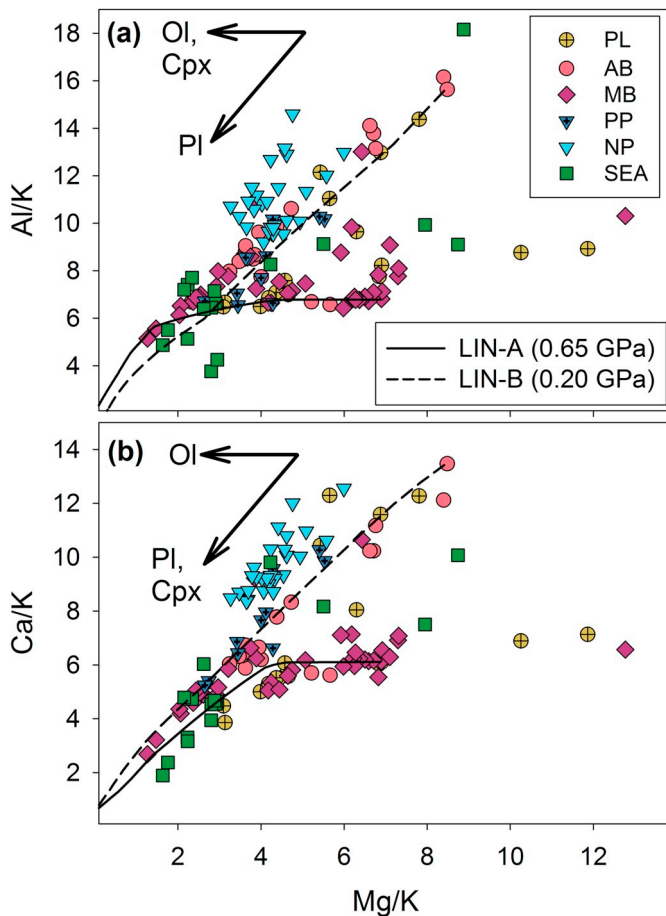 (a)
Ol,
Cpx
Pl
PL
AB
MB
PP
NP
SEA
LIN-A (0.65 GPa)
LIN-B (0.20 GPa)
Al/K
18
16
14
12
10
8
6
4
(b)
Ol
Pl,
Cpx
Ca/K
14
12
10
8
6
4
2
2 4 6 8 10 12
Mg/K